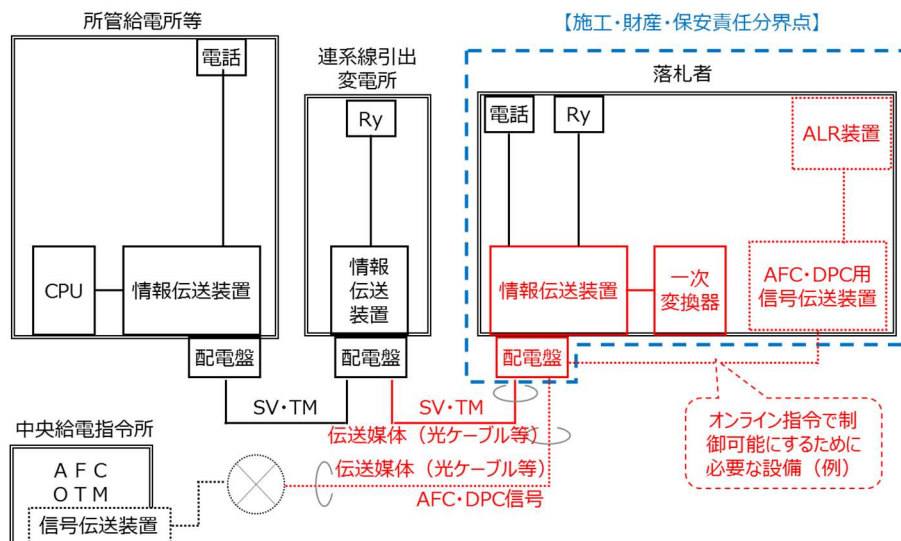 所管給電所等
電話
CPU
情報伝送装置
配電盤
連系線引出
変電所
Ry
情報
伝送
装置
配電盤
【施工・財産・保安責任分界点】
落札者
電話
Ry
ALR装置
情報伝送装置
一次
変換器
AFC・DPC用
信号伝送装置
配電盤
SV・TM
SV・TM
伝送媒体（光ケーブル等）
伝送媒体（光ケーブル等）
AFC・DPC信号
オンライン指令で制
御可能にするために
必要な設備（例）
中央給電指令所
ＡＦＣ
ＯＴＭ
信号伝送装置